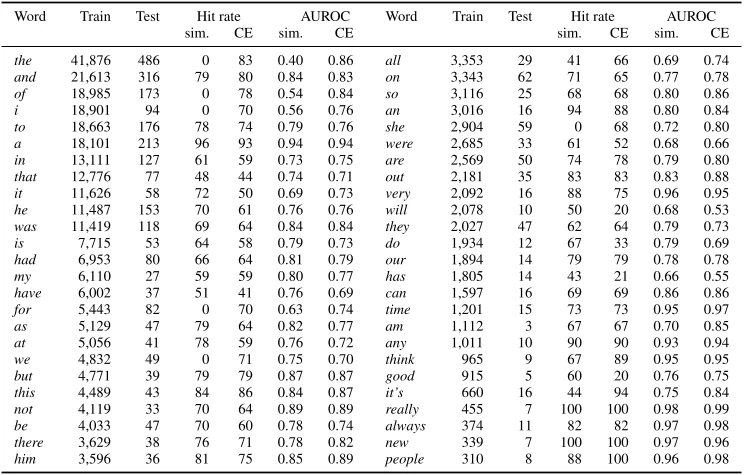 Word Train Test Hit rate AUROC Word Train Test Hit rate AUROC
sim. CE sim. CE sim. CE sim. CE
the 41,876 486 0 83 0.40 0.86 all 3,353 29 41 66 0.69 0.74
and 21,613 316 79 80 0.84 0.83 on 3,343 62 71 65 0.77 0.78
of 18,985 173 0 78 0.54 0.84 so 3,116 25 68 68 0.80 0.86
i 18,901 94 0 70 0.56 0.76 an 3,016 16 94 88 0.80 0.84
to 18,663 176 78 74 0.79 0.76 she 2,904 59 0 68 0.72 0.80
a 18,101 213 96 93 0.94 0.94 were 2,685 33 61 52 0.68 0.66
in 13,111 127 61 59 0.73 0.75 are 2,569 50 74 78 0.79 0.80
that 12,776 77 48 44 0.74 0.71 out 2,181 35 83 83 0.83 0.88
it 11,626 58 72 50 0.69 0.73 very 2,092 16 88 75 0.96 0.95
he 11,487 153 70 61 0.76 0.76 will 2,078 10 50 20 0.68 0.53
was 11,419 118 69 64 0.84 0.84 they 2,027 47 62 64 0.79 0.73
is 7,715 53 64 58 0.79 0.73 do 1,934 12 67 33 0.79 0.69
had 6,953 80 66 64 0.81 0.79 our 1,894 14 79 79 0.78 0.78
my 6,110 27 59 59 0.80 0.77 has 1,805 14 43 21 0.66 0.55
have 6,002 37 51 41 0.76 0.69 can 1,597 16 69 69 0.86 0.86
for 5,443 82 0 70 0.63 0.74 time 1,201 15 73 73 0.95 0.97
as 5,129 47 79 64 0.82 0.77 am 1,112 3 67 67 0.70 0.85
at 5,056 41 78 59 0.76 0.72 any 1,011 10 90 90 0.93 0.94
we 4,832 49 0 71 0.75 0.70 think 965 9 67 89 0.95 0.95
but 4,771 39 79 79 0.87 0.87 good 915 5 60 20 0.76 0.75
this 4,489 43 84 86 0.84 0.87 it's 660 16 44 94 0.75 0.84
not 4,119 33 70 64 0.89 0.89 really 455 7 100 100 0.98 0.99
be 4,033 47 70 60 0.78 0.74 always 374 11 82 82 0.97 0.98
there 3,629 38 76 71 0.78 0.82 new 339 7 100 100 0.97 0.96
him 3,596 36 81 75 0.85 0.89 people 310 8 88 100 0.96 0.98